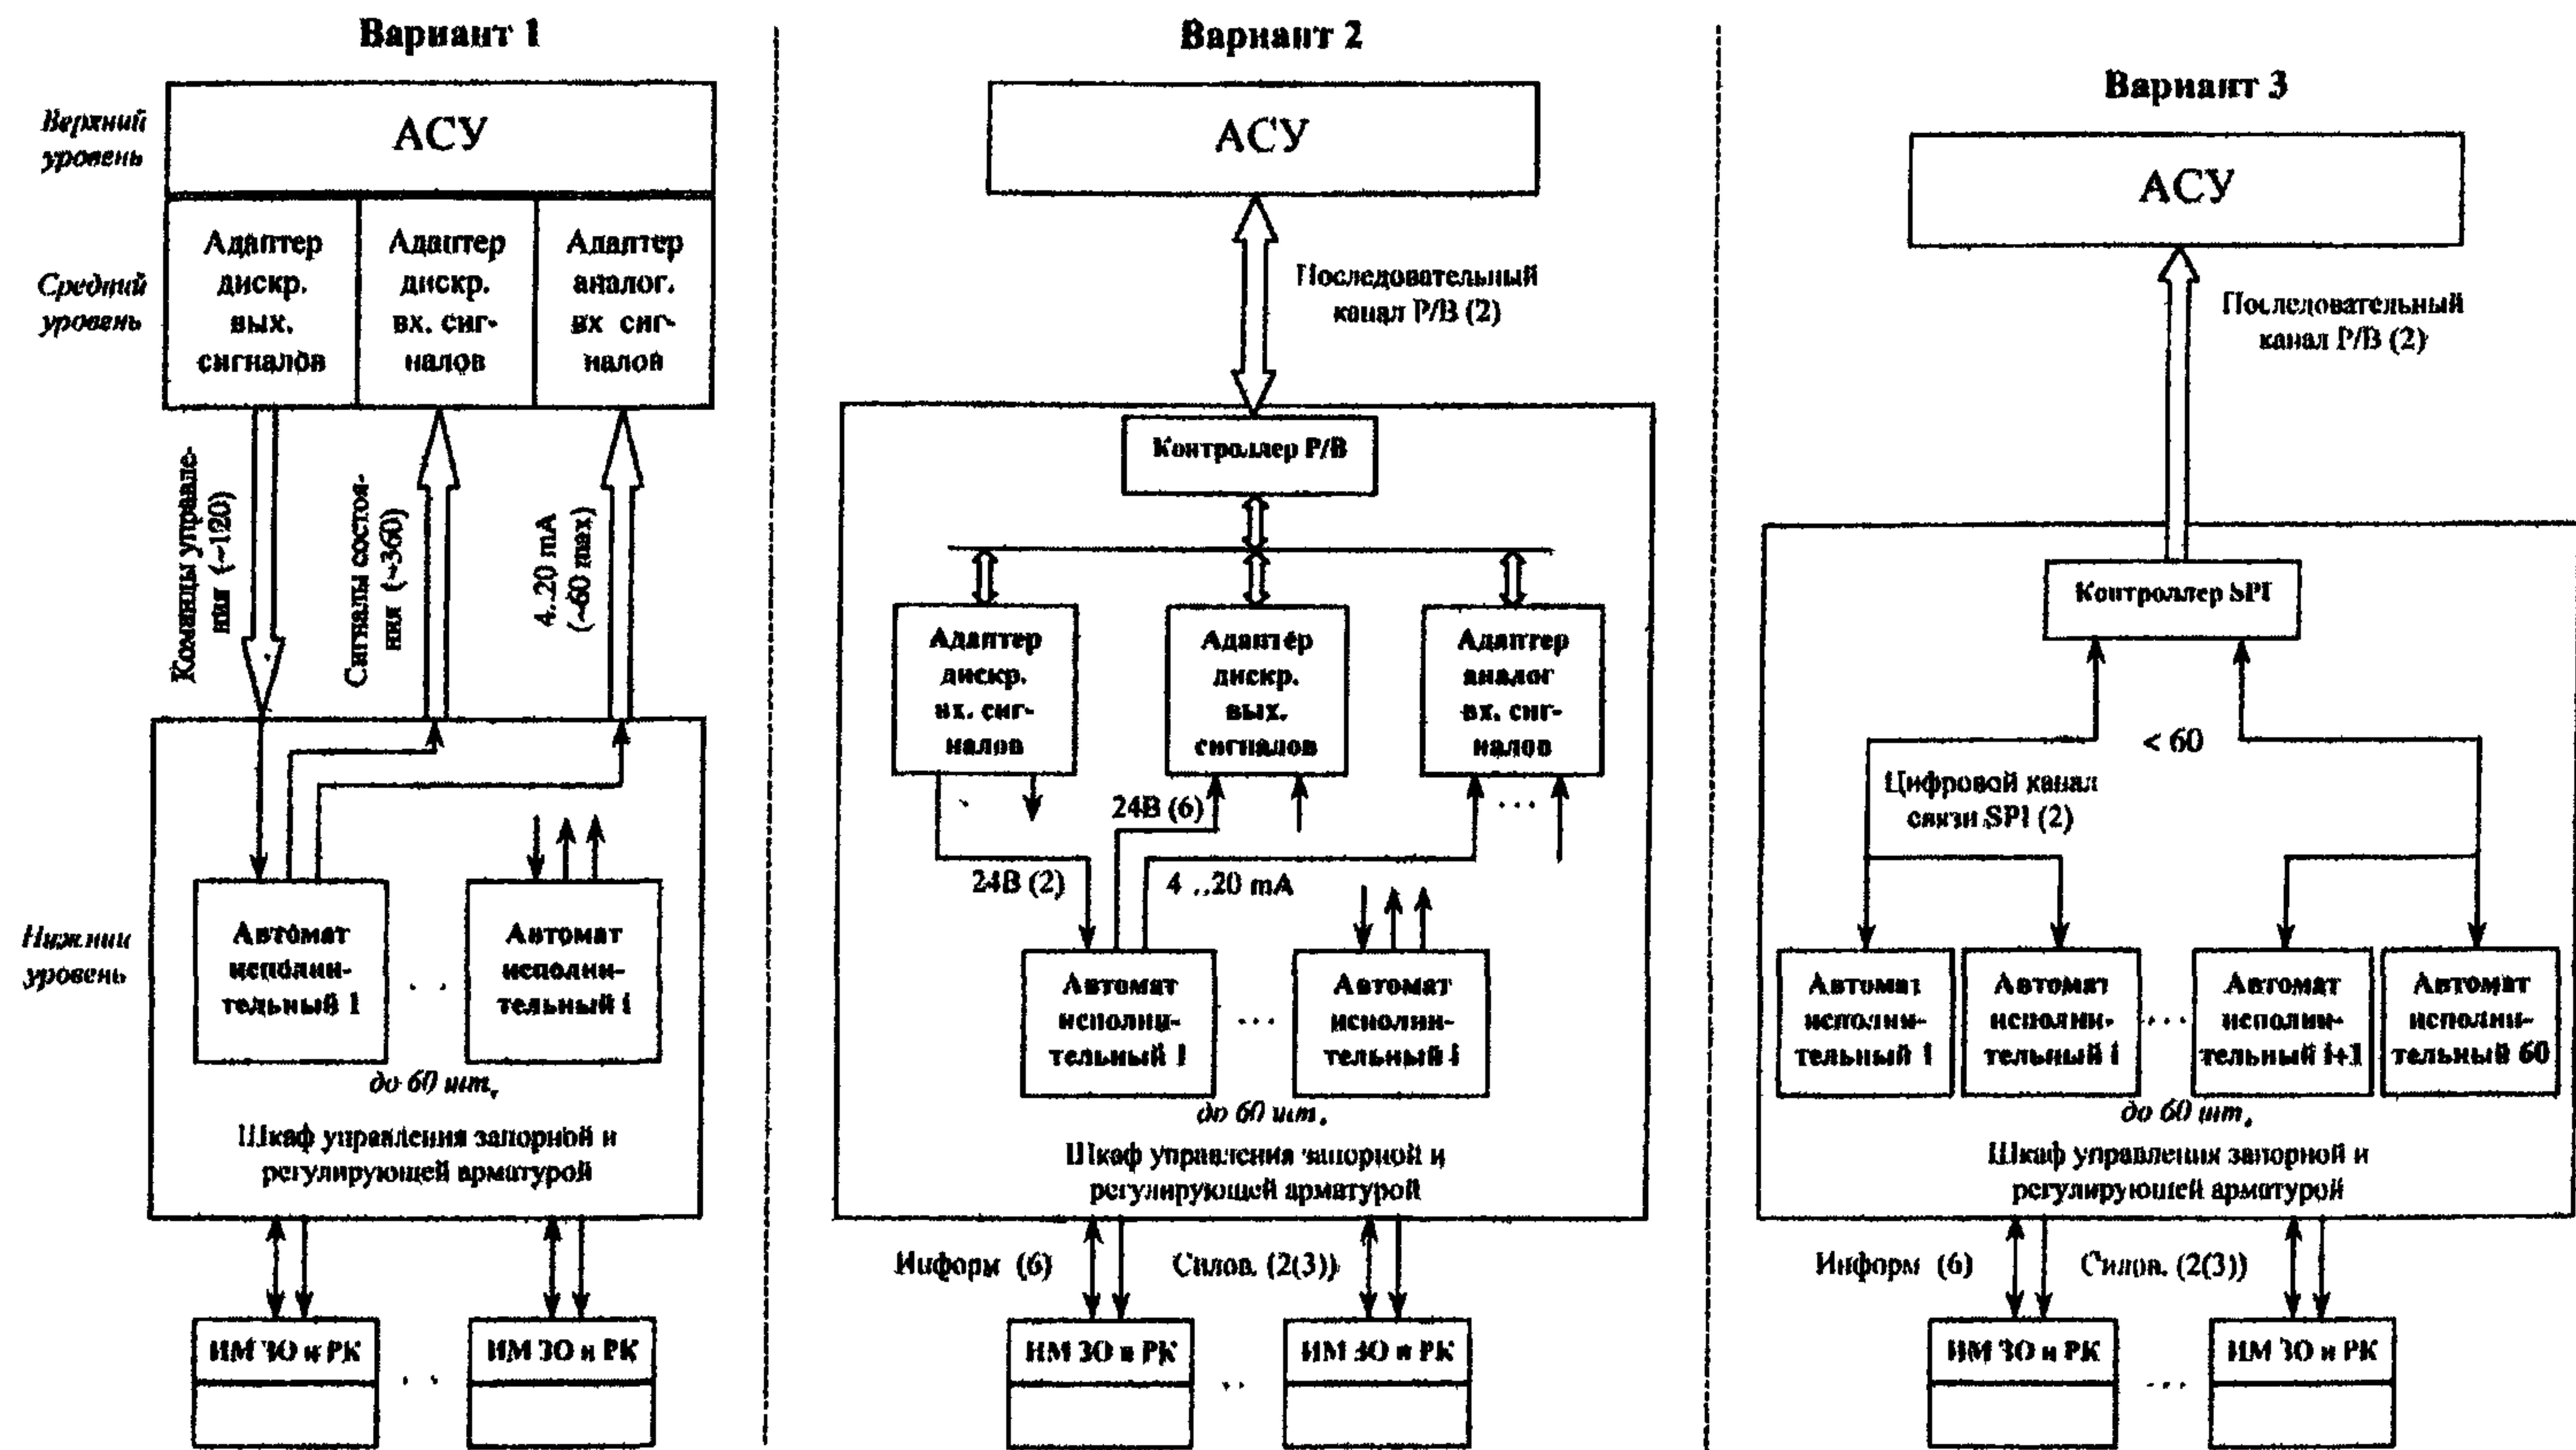 Вариант 1
Верхний
уровень
АСУ
Средний
уровень
Адаптер
дискр.
вых.
сигналов
Адаптер
дискр.
вх. сиг-
налов
Адаптер
аналог.
вх сиг-
налов
Команды управле-
ния (~120)
Сигналы состоя-
ния (~360)
4..20 mA
(~60 max)
Нижнии
уровень
Автомат
исполни-
тельный 1
. .
Автомат
исполни-
тельный i
до 60 шт.
Шкаф управления запорной и
регулирующей арматурой
ИМ ЗО и РК
. .
ИМ ЗО и РК
Вариант 2
АСУ
Последовательный
канал P/B (2)
Контроллер P/B
Адаптер
дискр.
вх. сиг-
налов
Адаптер
дискр.
вых.
сигналов
Адаптер
аналог
вх. сиг-
налов
24В (6)
...
24В (2)
4 ..20 mA
Автомат
исполни-
тельный 1
...
Автомат
исполни-
тельный i
до 60 шт.
Шкаф управления запорной и
регулирующей арматурой
Информ (6)
Силов. (2(3))
ИМ ЗО и РК
..
ИМ ЗО и РК
Вариант 3
АСУ
Последовательный
канал P/B (2)
Контроллер SPI
< 60
Цифровой канал
связи SPI (2)
Автомат
исполни-
тельный 1
Автомат
исполни-
тельный i
...
Автомат
исполни-
тельный i+1
Автомат
исполни-
тельный 60
до 60 шт.
Шкаф управления запорной и
регулирующей арматурой
Информ (6)
Силов. (2(3))
ИМ ЗО и РК
...
ИМ ЗО и РК